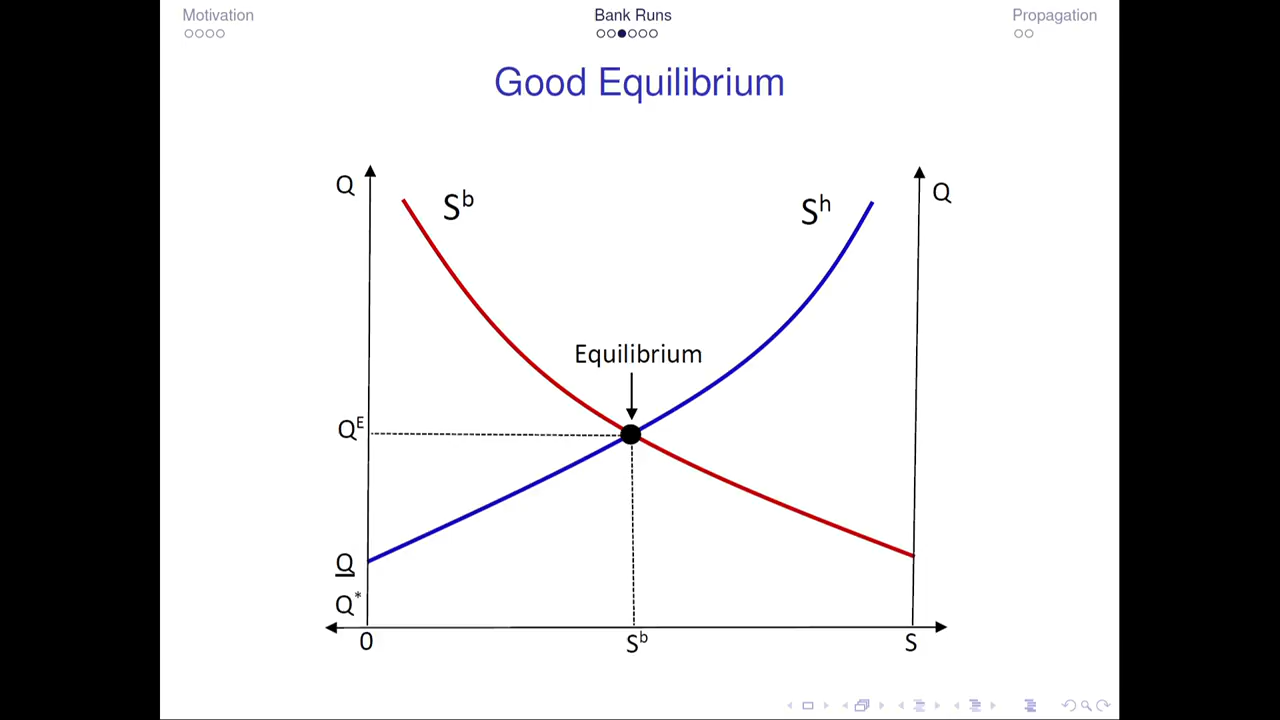 Motivation
Bank Runs
Propagation
Good Equilibrium
Q
S^b
S^h
Q
Equilibrium
Q^E
Q
Q^*
0
S^b
S